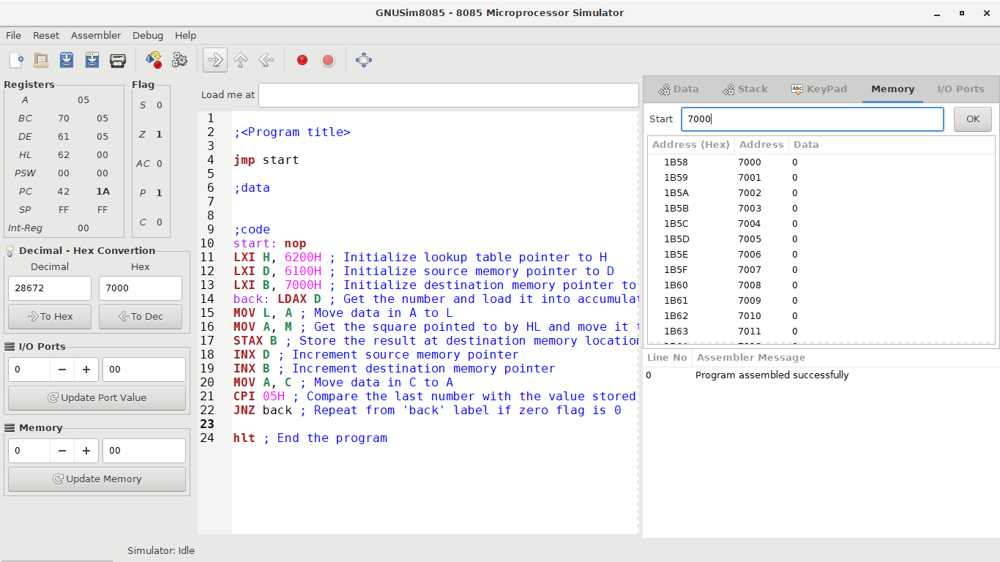 GNUSim8085 - 8085 Microprocessor Simulator
File Reset Assembler Debug Help
Registers
A 05
BC 70 05
DE 61 05
HL 62 00
PSW 00 00
PC 42 1A
SP FF FF
Int-Reg 00
Flag
S 0
Z 1
AC 0
P 1
C 0
Decimal - Hex Convertion
Decimal Hex
28672 7000
To Hex To Dec
I/O Ports
0 − + 00
Update Port Value
Memory
0 − + 00
Update Memory
Load me at
1
2 ;<Program title>
3
4 jmp start
5
6 ;data
7
8
9 ;code
10 start: nop
11 LXI H, 6200H ; Initialize lookup table pointer to H
12 LXI D, 6100H ; Initialize source memory pointer to D
13 LXI B, 7000H ; Initialize destination memory pointer to
14 back: LDAX D ; Get the number and load it into accumulat
15 MOV L, A ; Move data in A to L
16 MOV A, M ; Get the square pointed to by HL and move it
17 STAX B ; Store the result at destination memory location
18 INX D ; Increment source memory pointer
19 INX B ; Increment destination memory pointer
20 MOV A, C ; Move data in C to A
21 CPI 05H ; Compare the last number with the value stored
22 JNZ back ; Repeat from 'back' label if zero flag is 0
23
24 hlt ; End the program
Data Stack Abc KeyPad Memory I/O Ports
Start 7000 OK
Address (Hex) Address Data
1B58 7000 0
1B59 7001 0
1B5A 7002 0
1B5B 7003 0
1B5C 7004 0
1B5D 7005 0
1B5E 7006 0
1B5F 7007 0
1B60 7008 0
1B61 7009 0
1B62 7010 0
1B63 7011 0
Line No Assembler Message
0 Program assembled successfully
Simulator: Idle